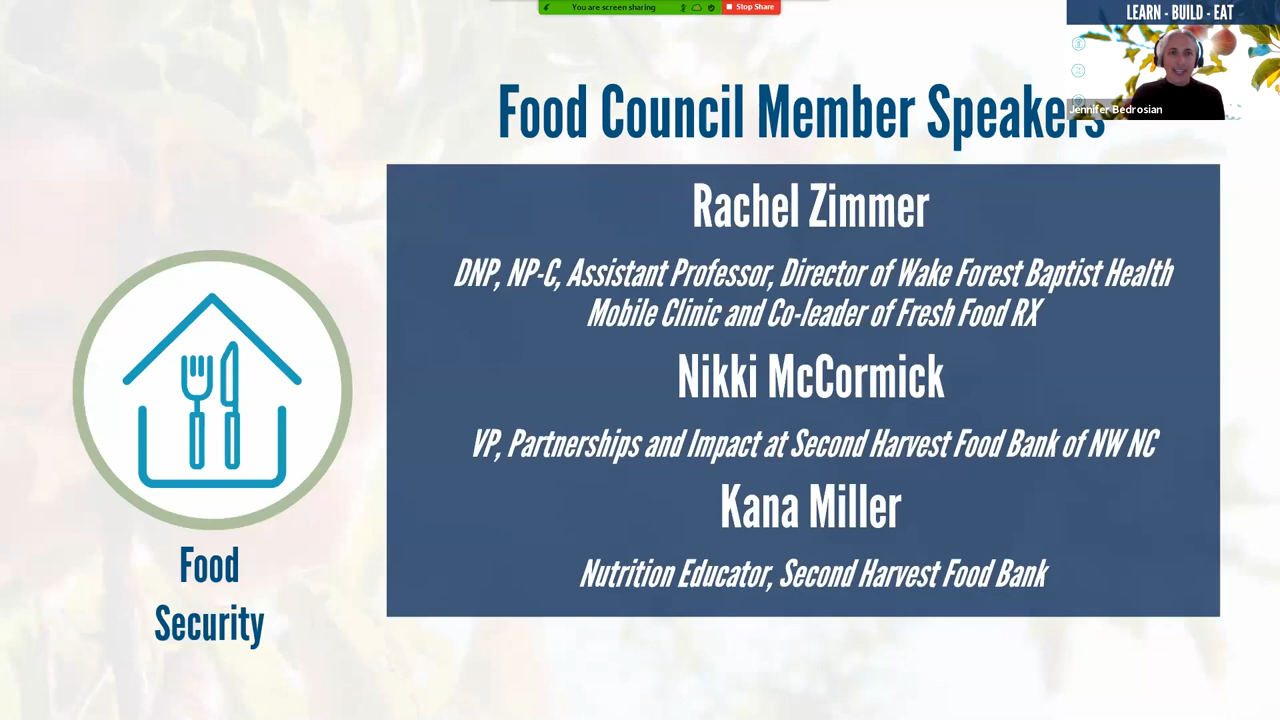 You are screen sharing
Stop Share
LEARN - BUILD - EAT
Jennifer Bedrosian
Food Council Member Speakers
Rachel Zimmer
DNP, NP-C, Assistant Professor, Director of Wake Forest Baptist Health
Mobile Clinic and Co-leader of Fresh Food RX
Nikki McCormick
VP, Partnerships and Impact at Second Harvest Food Bank of NW NC
Kana Miller
Nutrition Educator, Second Harvest Food Bank
Food
Security